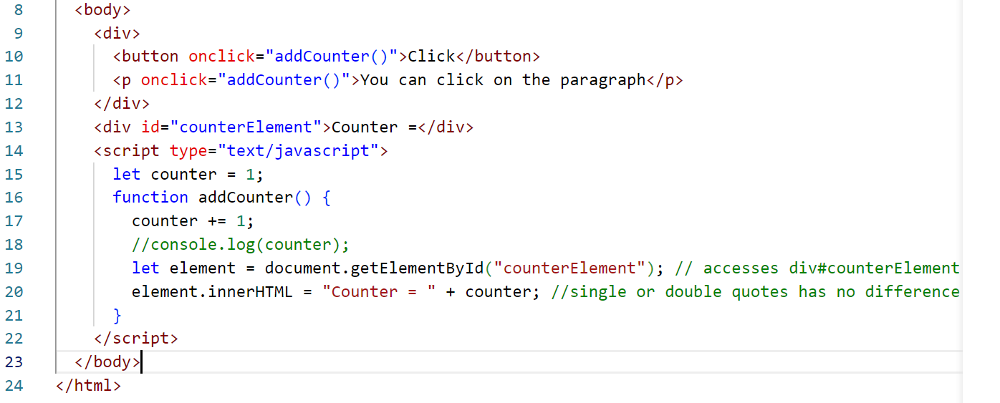 8 <body>
9 <div>
10 <button onclick="addCounter()">Click</button>
11 <p onclick="addCounter()">You can click on the paragraph</p>
12 </div>
13 <div id="counterElement">Counter =</div>
14 <script type="text/javascript">
15 let counter = 1;
16 function addCounter() {
17 counter += 1;
18 //console.log(counter);
19 let element = document.getElementById("counterElement"); // accesses div#counterElement
20 element.innerHTML = "Counter = " + counter; //single or double quotes has no difference
21 }
22 </script>
23 </body>
24 </html>